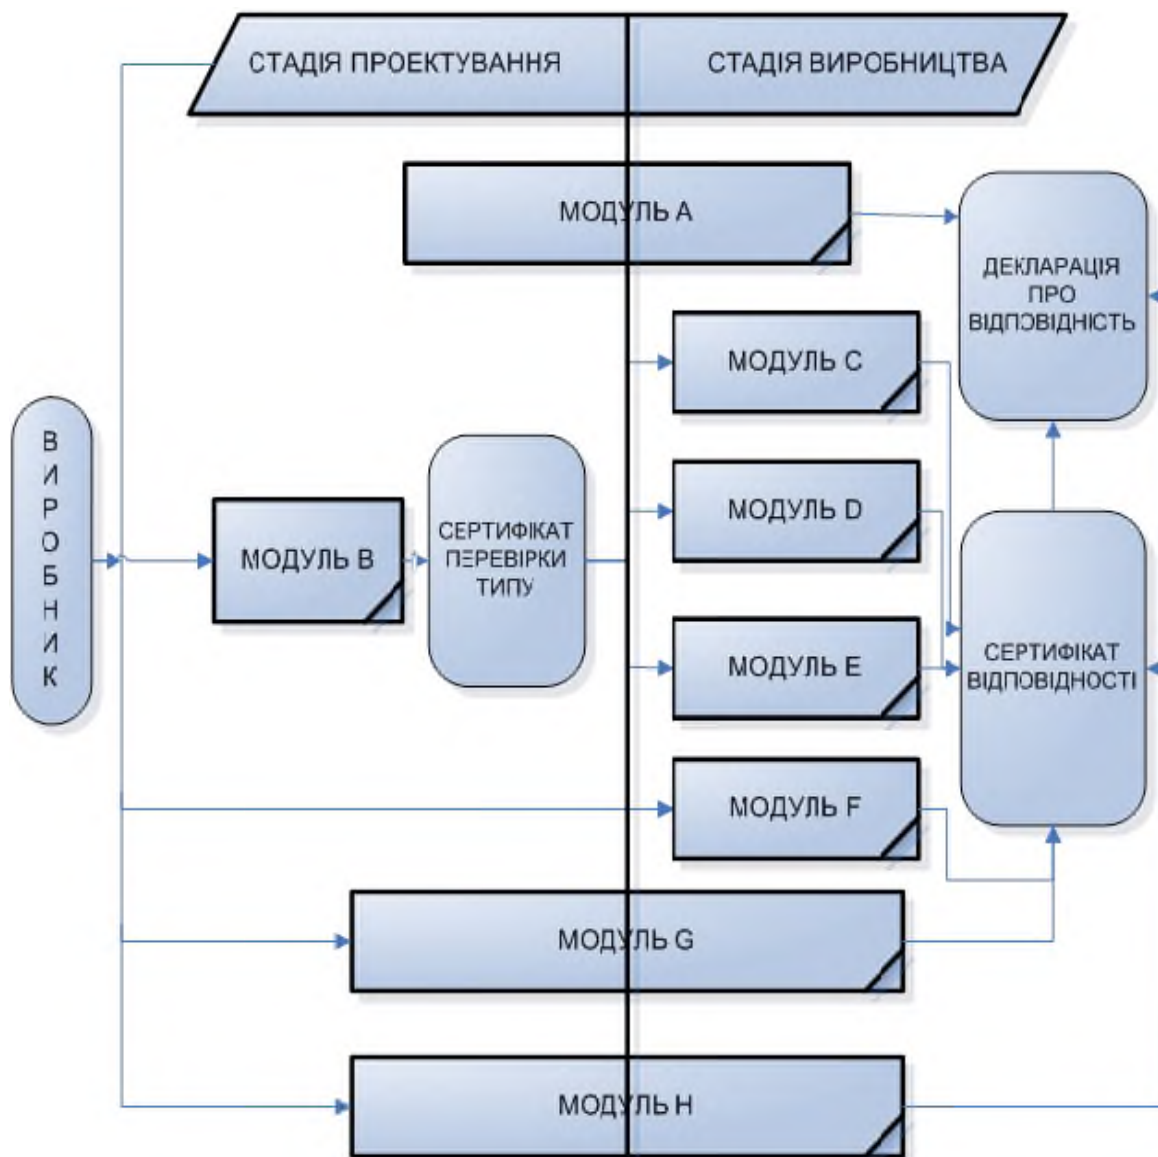 СТАДІЯ ПРОЕКТУВАННЯ
СТАДІЯ ВИРОБНИЦТВА
МОДУЛЬ A
ДЕКЛАРАЦІЯ
ПРО
ВІДПОВІДНІСТЬ
МОДУЛЬ C
ВИРОБНИК
МОДУЛЬ B
СЕРТИФІКАТ
ПЕРЕВІРКИ
ТИПУ
МОДУЛЬ D
МОДУЛЬ E
СЕРТИФІКАТ
ВІДПОВІДНОСТІ
МОДУЛЬ F
МОДУЛЬ G
МОДУЛЬ H